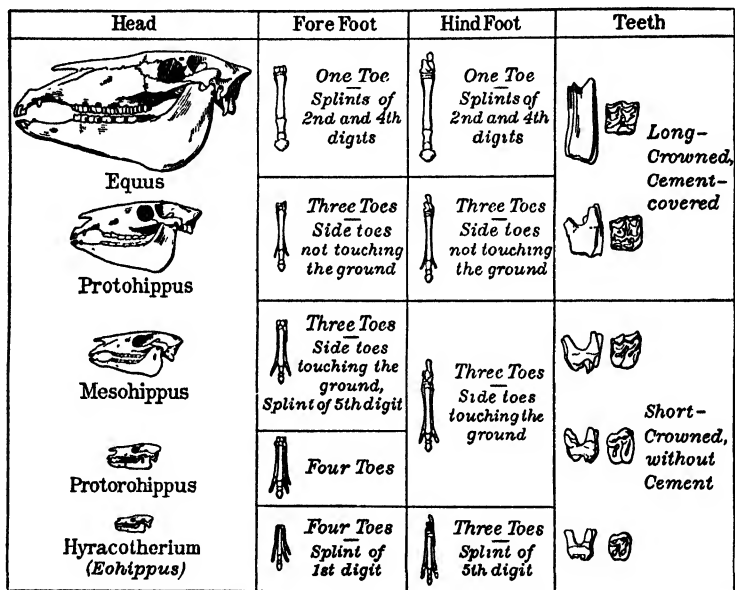 Head
Fore Foot
Hind Foot
Teeth
Equus
One Toe
Splints of
2nd and 4th
digits
One Toe
Splints of
2nd and 4th
digits
Long-
Crowned,
Cement-
covered
Protohippus
Three Toes
Side toes
not touching
the ground
Three Toes
Side toes
not touching
the ground
Mesohippus
Three Toes
Side toes
touching the
ground,
Splint of 5th digit
Three Toes
Side toes
touching the
ground
Short-
Crowned,
without
Cement
Protorohippus
Four Toes
Hyracotherium
(Eohippus)
Four Toes
Splint of
1st digit
Three Toes
Splint of
5th digit